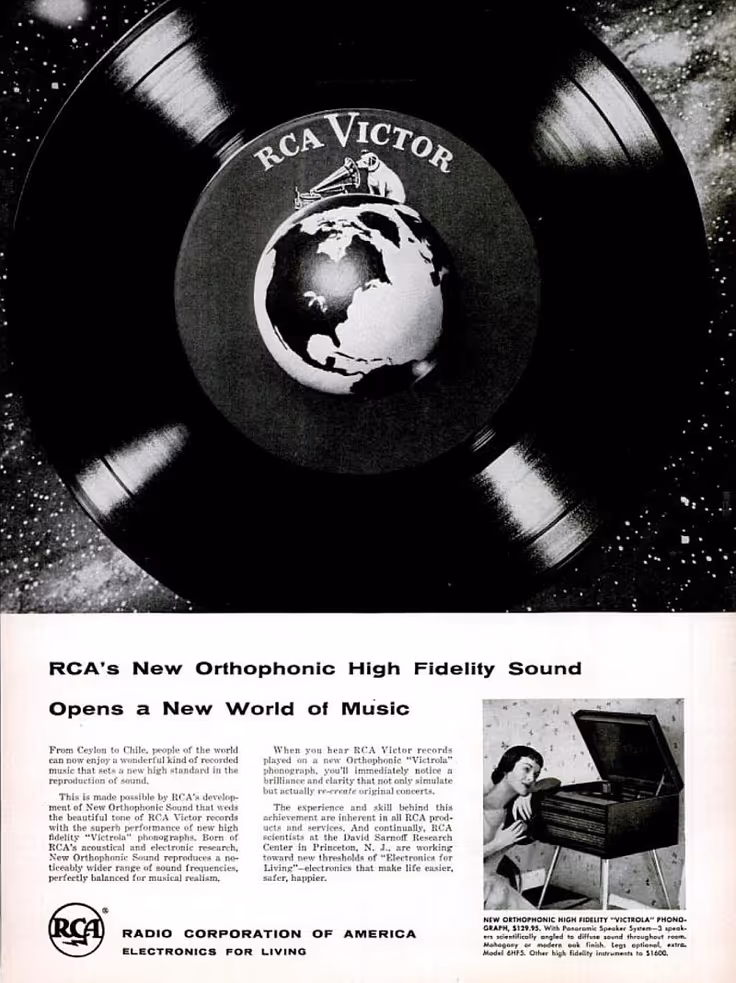 RCA VICTOR
RCA's New Orthophonic High Fidelity Sound
Opens a New World of Music
From Ceylon to Chile, people of the world
can now enjoy a wonderful kind of recorded
music that sets a new high standard in the
reproduction of sound.
This is made possible by RCA's develop-
ment of New Orthophonic Sound that weds
the beautiful tone of RCA Victor records
with the superb performance of new high
fidelity "Victrola" phonographs. Born of
RCA's acoustical and electronic research,
New Orthophonic Sound reproduces a no-
ticeably wider range of sound frequencies,
perfectly balanced for musical realism.
When you hear RCA Victor records
played on a new Orthophonic "Victrola"
phonograph, you'll immediately notice a
brilliance and clarity that not only simulate
but actually re-create original concerts.
The experience and skill behind this
achievement are inherent in all RCA prod-
ucts and services. And continually, RCA
scientists at the David Sarnoff Research
Center in Princeton, N. J., are working
toward new thresholds of "Electronics for
Living"—electronics that make life easier,
safer, happier.
NEW ORTHOPHONIC HIGH FIDELITY "VICTROLA" PHONO-
GRAPH, $129.95. With Panoramic Speaker System—3 speak-
ers scientifically angled to diffuse sound throughout room.
Mahogany or modern oak finish. Legs optional, extra.
Model 6HF5. Other high fidelity instruments to $1600.
RCA ®
RADIO CORPORATION OF AMERICA
ELECTRONICS FOR LIVING